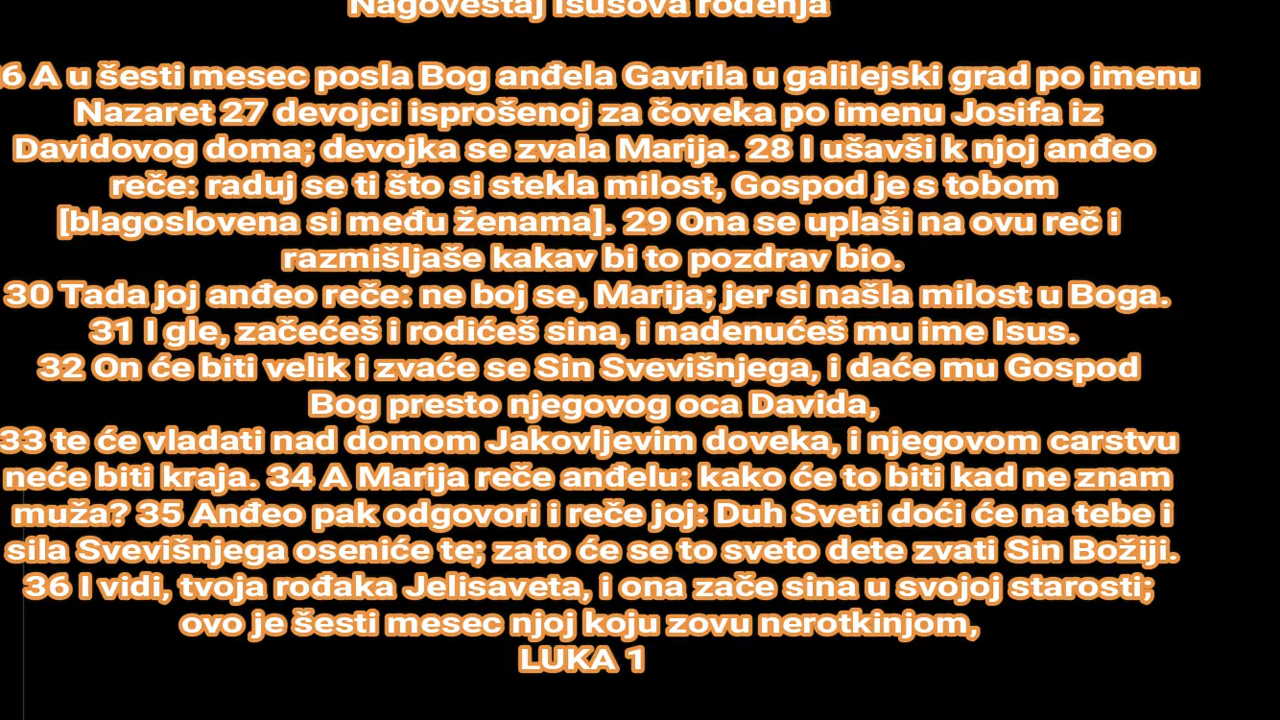 Nagoveštaj Isusova rođenja
6 A u šesti mesec posla Bog anđela Gavrila u galilejski grad po imenu
Nazaret 27 devojci isprošenoj za čoveka po imenu Josifa iz
Davidovog doma; devojka se zvala Marija. 28 I ušavši k njoj anđeo
reče: raduj se ti što si stekla milost, Gospod je s tobom
[blagoslovena si među ženama]. 29 Ona se uplaši na ovu reč i
razmišljaše kakav bi to pozdrav bio.
30 Tada joj anđeo reče: ne boj se, Marija; jer si našla milost u Boga.
31 I gle, začećeš i rodićeš sina, i nadenućeš mu ime Isus.
32 On će biti velik i zvaće se Sin Svevišnjega, i daće mu Gospod
Bog presto njegovog oca Davida,
33 te će vladati nad domom Jakovljevim doveka, i njegovom carstvu
neće biti kraja. 34 A Marija reče anđelu: kako će to biti kad ne znam
muža? 35 Anđeo pak odgovori i reče joj: Duh Sveti doći će na tebe i
sila Svevišnjega oseniće te; zato će se to sveto dete zvati Sin Božiji.
36 I vidi, tvoja rođaka Jelisaveta, i ona zače sina u svojoj starosti;
ovo je šesti mesec njoj koju zovu nerotkinjom,
LUKA 1